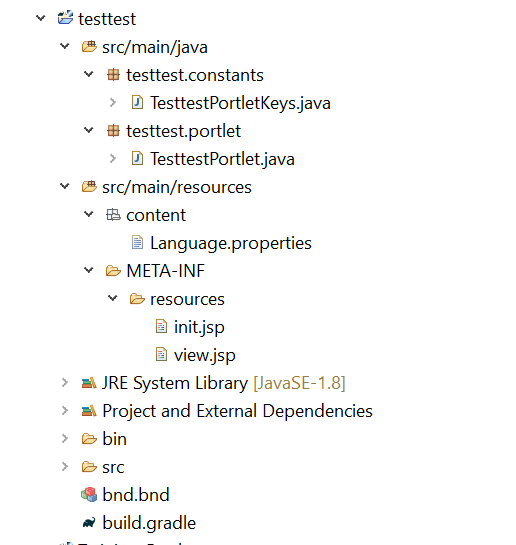 testtest
src/main/java
testtest.constants
TesttestPortletKeys.java
testtest.portlet
TesttestPortlet.java
src/main/resources
content
Language.properties
META-INF
resources
init.jsp
view.jsp
JRE System Library [JavaSE-1.8]
Project and External Dependencies
bin
src
bnd.bnd
build.gradle